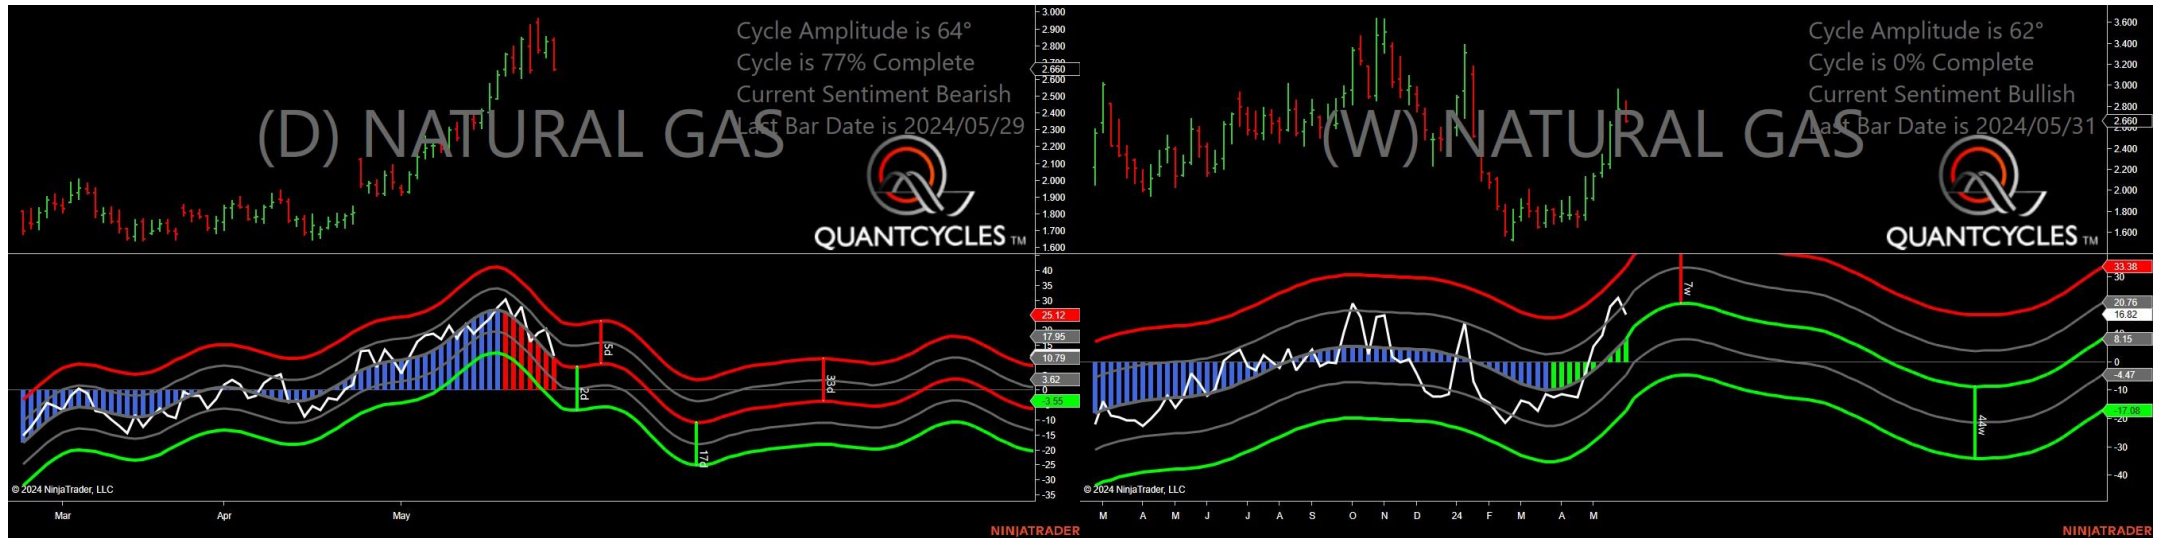 Cycle Amplitude is 64°
Cycle is 77% Complete
Current Sentiment Bearish
Last Bar Date is 2024/05/29
(D) NATURAL GAS
QUANTCYCLES TM
3.000
2.900
2.800
2.660
2.600
2.500
2.400
2.300
2.200
2.100
2.000
1.900
1.800
1.700
1.600
40
35
30
25.12
17.95
15
10.79
3.62
0
-3.55
-10
-15
-20
-25
-30
-35
5d
2d
17d
33d
© 2024 NinjaTrader, LLC
Mar
Apr
May
NINJATRADER
Cycle Amplitude is 62°
Cycle is 0% Complete
Current Sentiment Bullish
Last Bar Date is 2024/05/31
(W) NATURAL GAS
QUANTCYCLES TM
3.600
3.400
3.200
3.000
2.800
2.660
2.600
2.400
2.200
2.000
1.800
1.600
33.38
30
20.76
16.82
8.15
0
-4.47
-10
-17.08
-20
-30
-40
7w
44w
© 2024 NinjaTrader, LLC
M A M J J A S O N D 24 F M A M
NINJATRADER